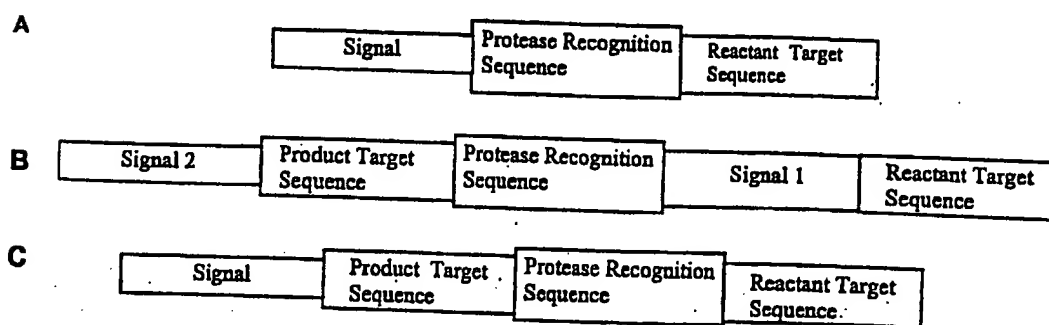 A
Signal
Protease Recognition
Sequence
Reactant Target
Sequence
B
Signal 2
Product Target
Sequence
Protease Recognition
Sequence
Signal 1
Reactant Target
Sequence
C
Signal
Product Target
Sequence
Protease Recognition
Sequence
Reactant Target
Sequence.